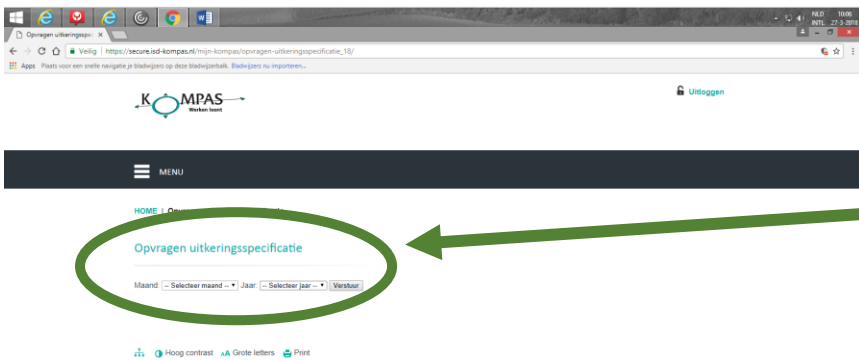 NLD 10:06
INTL 27-3-2018
Opvragen uitkeringsspec
Veilig | https://secure.isd-kompas.nl/mijn-kompas/opvragen-uitkeringsspecificatie_18/
Apps Plaats voor een snelle navigatie je bladwijzers op deze bladwijzerbalk. Bladwijzers nu importeren...
KOMPAS
Werken loont
Uitloggen
MENU
HOME |
Opvragen uitkeringsspecificatie
Maand: -- Selecteer maand -- Jaar: -- Selecteer jaar -- Verstuur
Hoog contrast AA Grote letters Print